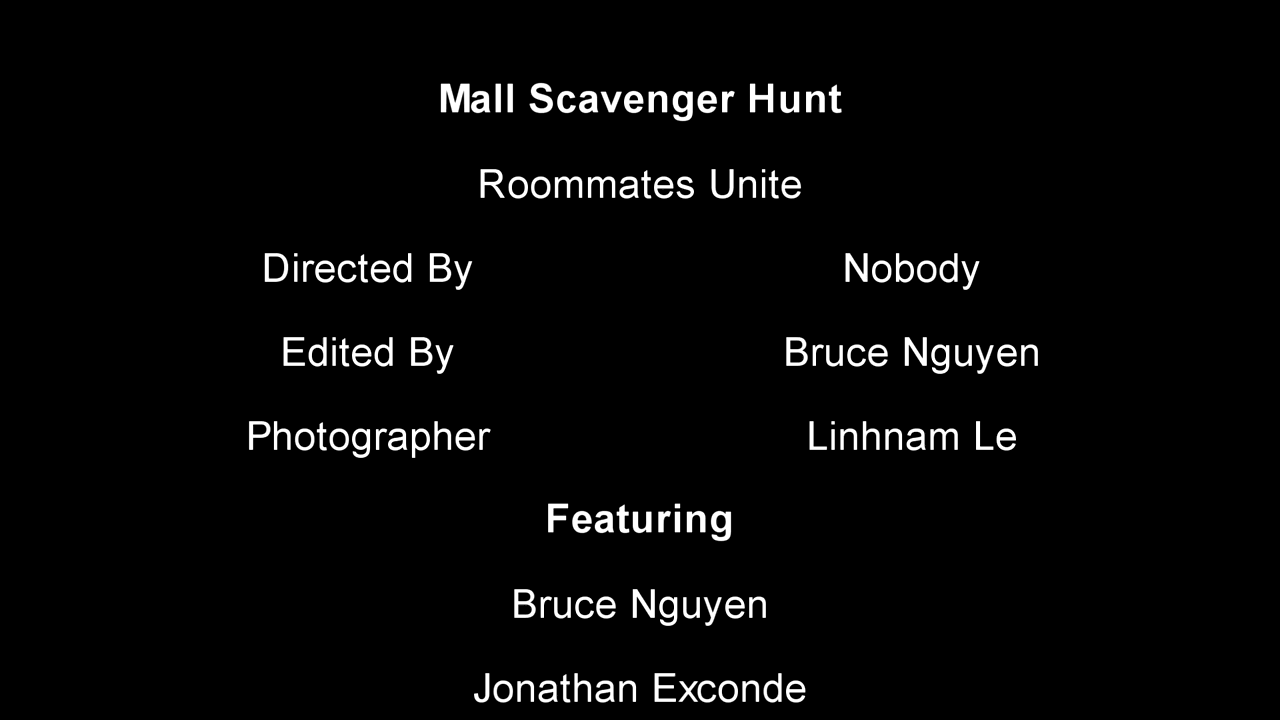 Mall Scavenger Hunt
Roommates Unite
Directed By Nobody
Edited By Bruce Nguyen
Photographer Linhnam Le
Featuring
Bruce Nguyen
Jonathan Exconde